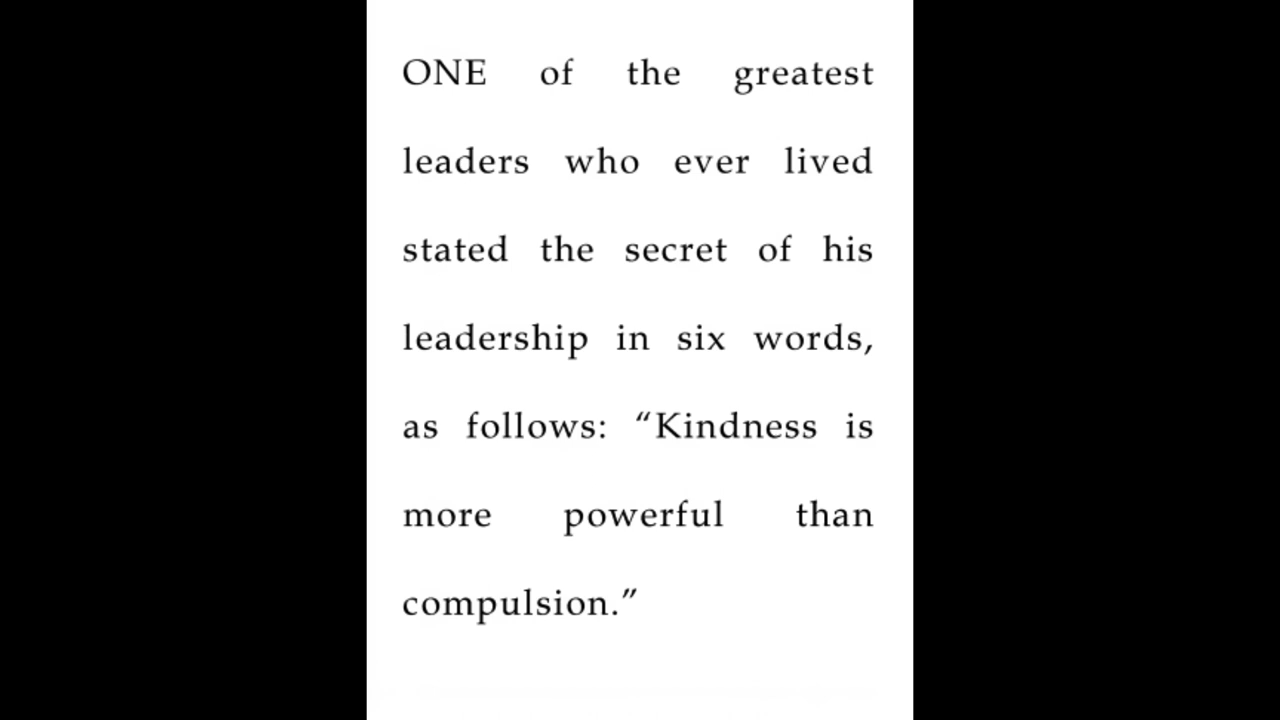 ONE of the greatest
leaders who ever lived
stated the secret of his
leadership in six words,
as follows: “Kindness is
more powerful than
compulsion.”